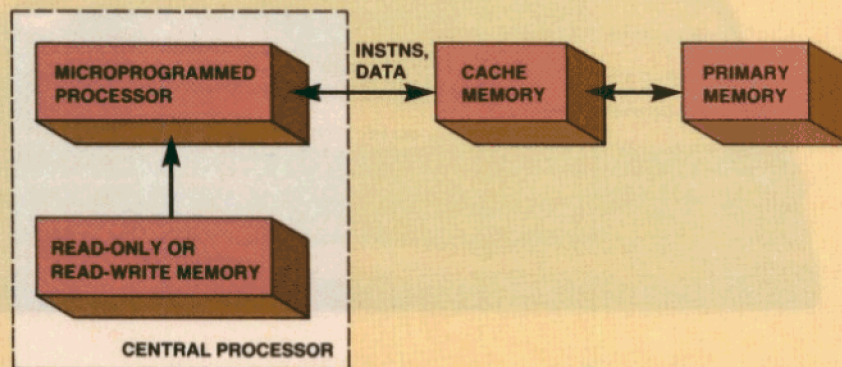 MICROPROGRAMMED
PROCESSOR
INSTNS,
DATA
CACHE
MEMORY
PRIMARY
MEMORY
READ-ONLY OR
READ-WRITE MEMORY
CENTRAL PROCESSOR